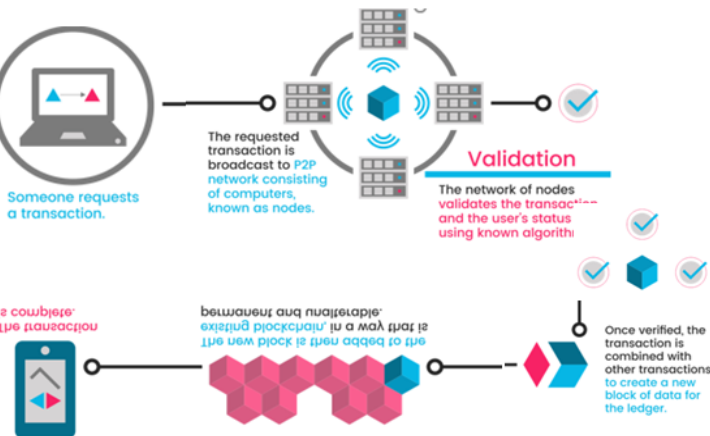 Someone requests
a transaction.
The requested
transaction is
broadcast to P2P
network consisting
of computers,
known as nodes.
Validation
The network of nodes
validates the transaction
and the user's status
using known algorith
Once verified, the
transaction is
combined with
other transactions
to create a new
block of data for
the ledger.
The new block is then added to the
existing blockchain, in a way that is
permanent and unalterable.
The transaction
is complete.